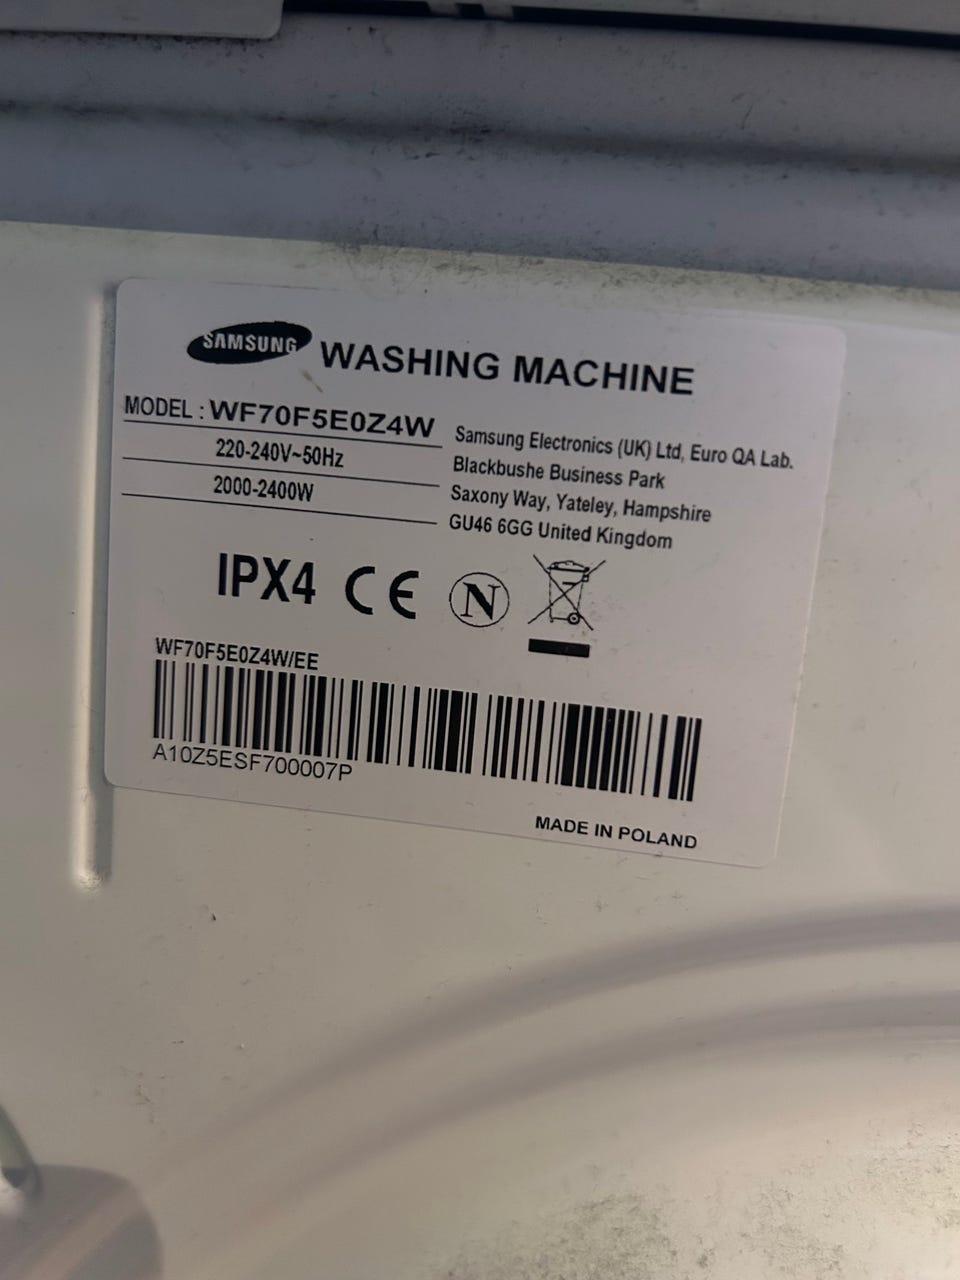 SAMSUNG WASHING MACHINE
MODEL : WF70F5E0Z4W
220-240V~50Hz
2000-2400W
Samsung Electronics (UK) Ltd, Euro QA Lab.
Blackbushe Business Park
Saxony Way, Yateley, Hampshire
GU46 6GG United Kingdom
IPX4 CE N
WF70F5E0Z4W/EE
A10Z5ESF700007P
MADE IN POLAND